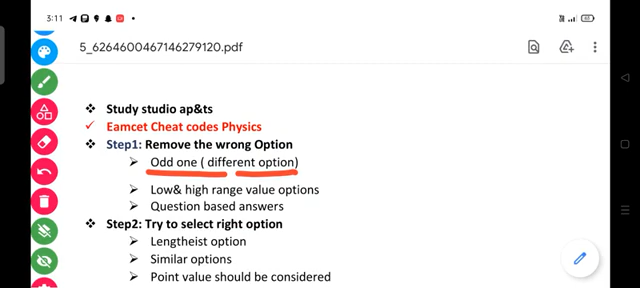 3:11
5_6264600467146279120.pdf
Study studio ap&ts
Eamcet Cheat codes Physics
Step1: Remove the wrong Option
Odd one ( different option)
Low& high range value options
Question based answers
Step2: Try to select right option
Lengtheist option
Similar options
Point value should be considered